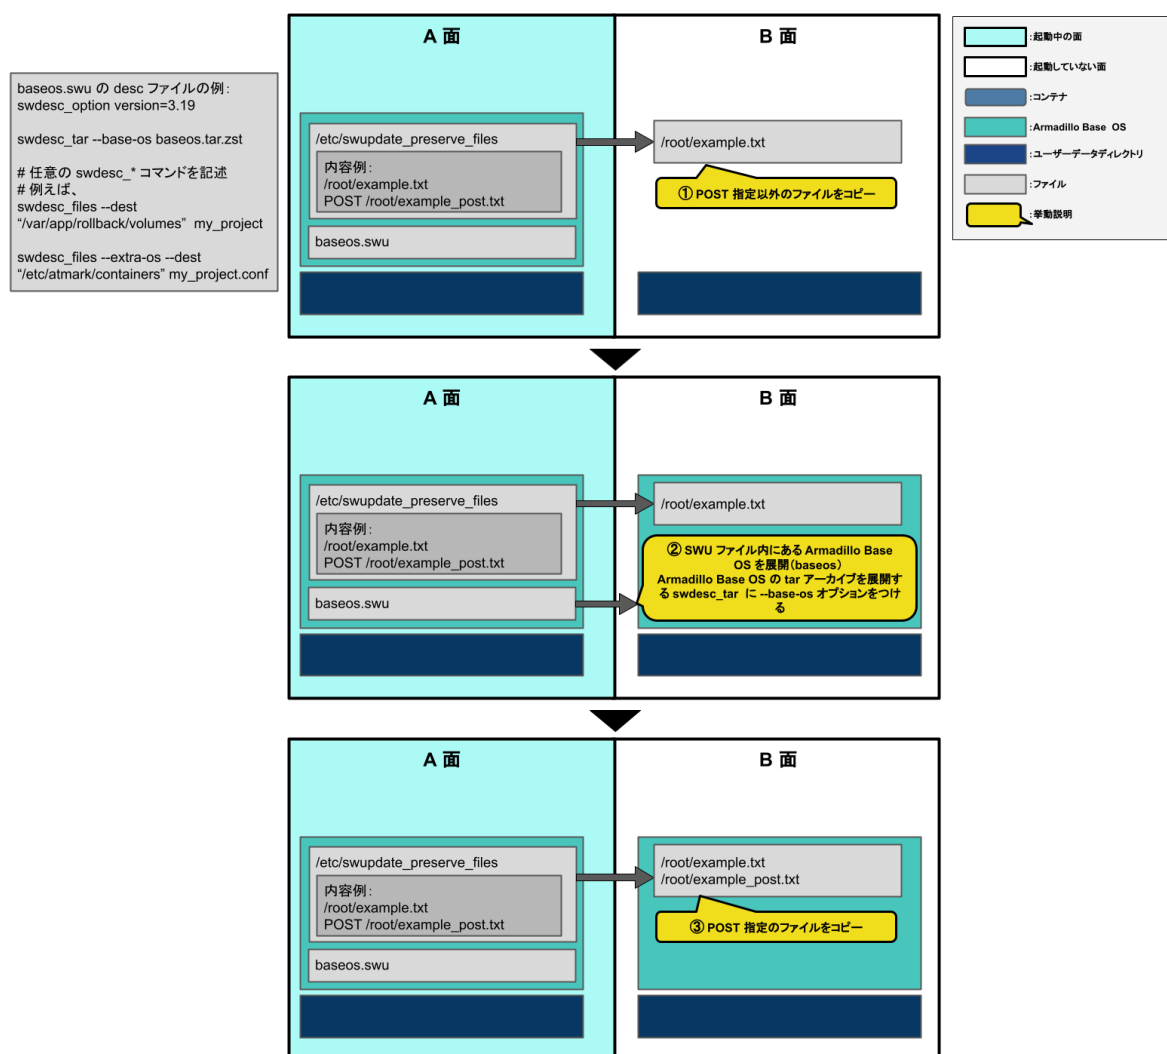 baseos.swu の desc ファイルの例：
swdesc_option version=3.19
swdesc_tar --base-os baseos.tar.zst
# 任意の swdesc_* コマンドを記述
# 例えば、
swdesc_files --dest
“/var/app/rollback/volumes” my_project
swdesc_files --extra-os --dest
“/etc/atmark/containers” my_project.conf
A 面
/etc/swupdate_preserve_files
内容例：
/root/example.txt
POST /root/example_post.txt
baseos.swu
B 面
/root/example.txt
① POST 指定以外のファイルをコピー
：起動中の面
：起動していない面
：コンテナ
：Armadillo Base OS
：ユーザーデータディレクトリ
：ファイル
：挙動説明
A 面
/etc/swupdate_preserve_files
内容例：
/root/example.txt
POST /root/example_post.txt
baseos.swu
B 面
/root/example.txt
② SWU ファイル内にある Armadillo Base
OS を展開（baseos）
Armadillo Base OS の tar アーカイブを展開す
る swdesc_tar に --base-os オプションをつけ
る
A 面
/etc/swupdate_preserve_files
内容例：
/root/example.txt
POST /root/example_post.txt
baseos.swu
B 面
/root/example.txt
/root/example_post.txt
③ POST 指定のファイルをコピー